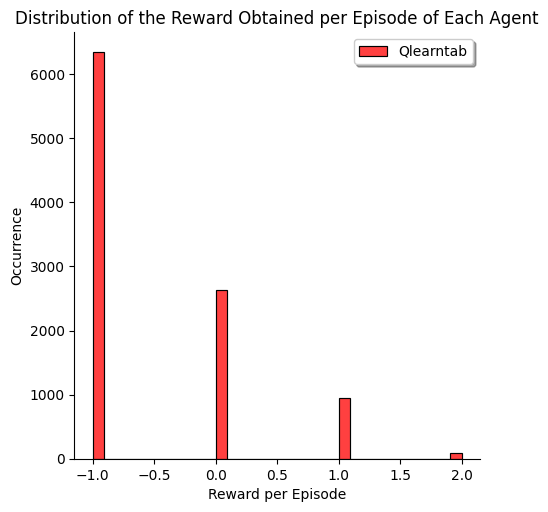 Distribution of the Reward Obtained per Episode of Each Agent
Qlearntab
6000
5000
4000
3000
2000
1000
0
Occurrence
−1.0 −0.5 0.0 0.5 1.0 1.5 2.0
Reward per Episode